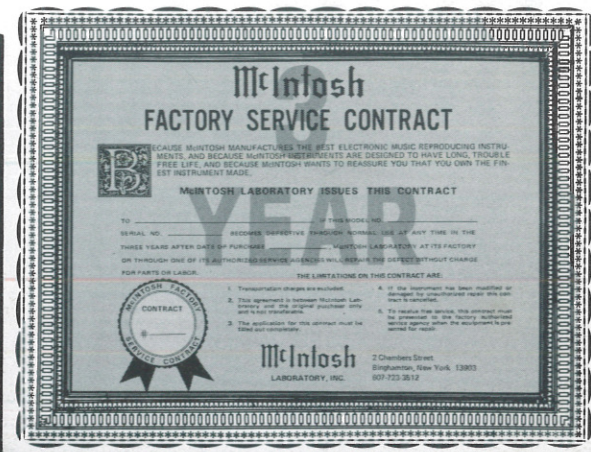 McIntosh
3
FACTORY SERVICE CONTRACT
BECAUSE McINTOSH MANUFACTURES THE BEST ELECTRONIC MUSIC REPRODUCING INSTRU-
MENTS, AND BECAUSE McINTOSH INSTRUMENTS ARE DESIGNED TO HAVE LONG, TROUBLE
FREE LIFE, AND BECAUSE McINTOSH WANTS TO REASSURE YOU THAT YOU OWN THE FIN-
EST INSTRUMENT MADE,
McINTOSH LABORATORY ISSUES THIS CONTRACT
YEAR
TO IF THIS MODEL NO.
SERIAL NO. BECOMES DEFECTIVE THROUGH NORMAL USE AT ANY TIME IN THE
THREE YEARS AFTER DATE OF PURCHASE McINTOSH LABORATORY AT ITS FACTORY
OR THROUGH ONE OF ITS AUTHORIZED SERVICE AGENCIES WILL REPAIR THE DEFECT WITHOUT CHARGE
FOR PARTS OR LABOR.
THE LIMITATIONS ON THIS CONTRACT ARE:
1. Transportation charges are excluded.
2. This agreement is between McIntosh Lab-
oratory and the original purchaser only
and is not transferable.
3. The application for this contract must be
filled out completely.
4. If the instrument has been modified or
damaged by unauthorized repair this con-
tract is cancelled.
5. To receive free service, this contract must
be presented to the factory authorized
service agency when the equipment is pre-
sented for repair.
McINTOSH FACTORY
CONTRACT
SERVICE CONTRACT
McIntosh
LABORATORY, INC.
2 Chambers Street
Binghamton, New York 13903
607-723-3512